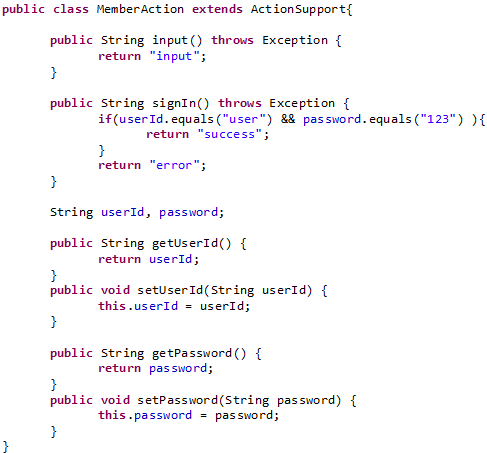 public class MemberAction extends ActionSupport{
public String input() throws Exception {
return "input";
}
public String signIn() throws Exception {
if(userId.equals("user") && password.equals("123") ){
return "success";
}
return "error";
}
String userId, password;
public String getUserId() {
return userId;
}
public void setUserId(String userId) {
this.userId = userId;
}
public String getPassword() {
return password;
}
public void setPassword(String password) {
this.password = password;
}
}